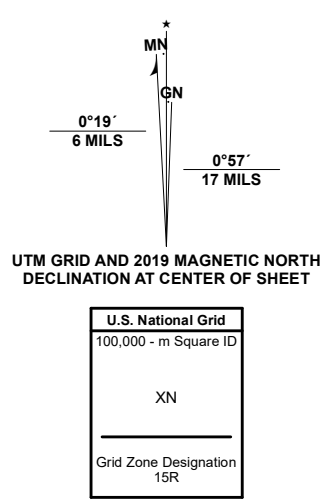 MN
GN
0°19´
6 MILS
0°57´
17 MILS
UTM GRID AND 2019 MAGNETIC NORTH
DECLINATION AT CENTER OF SHEET
U.S. National Grid
100,000 - m Square ID
XN
Grid Zone Designation
15R